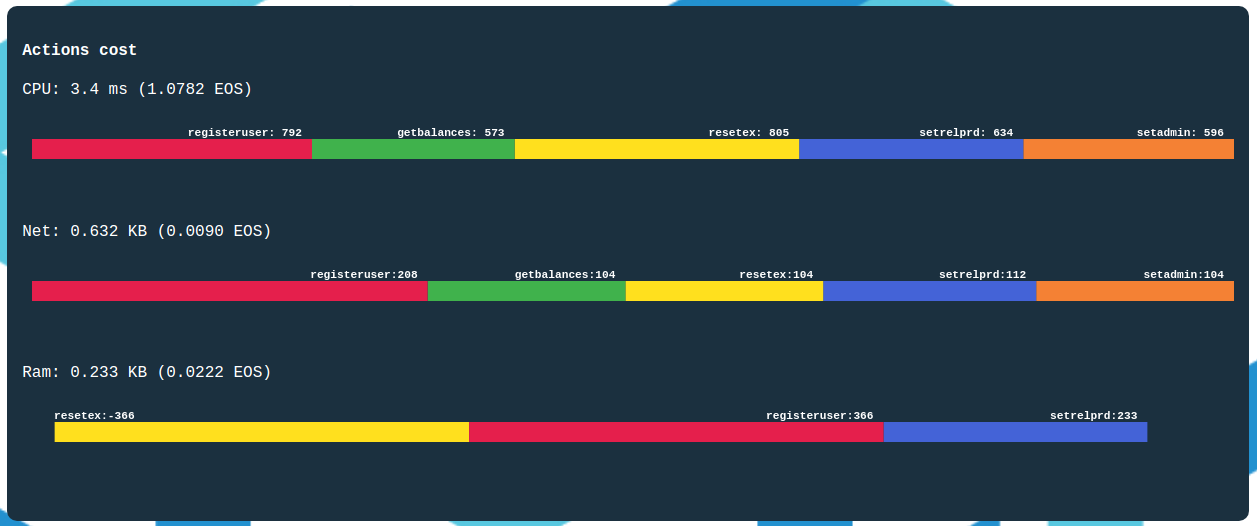 Actions cost
CPU: 3.4 ms (1.0782 EOS)
registeruser: 792 getbalances: 573 resetex: 805 setrelprd: 634 setadmin: 596
Net: 0.632 KB (0.0090 EOS)
registeruser:208 getbalances:104 resetex:104 setrelprd:112 setadmin:104
Ram: 0.233 KB (0.0222 EOS)
resetex:-366 registeruser:366 setrelprd:233